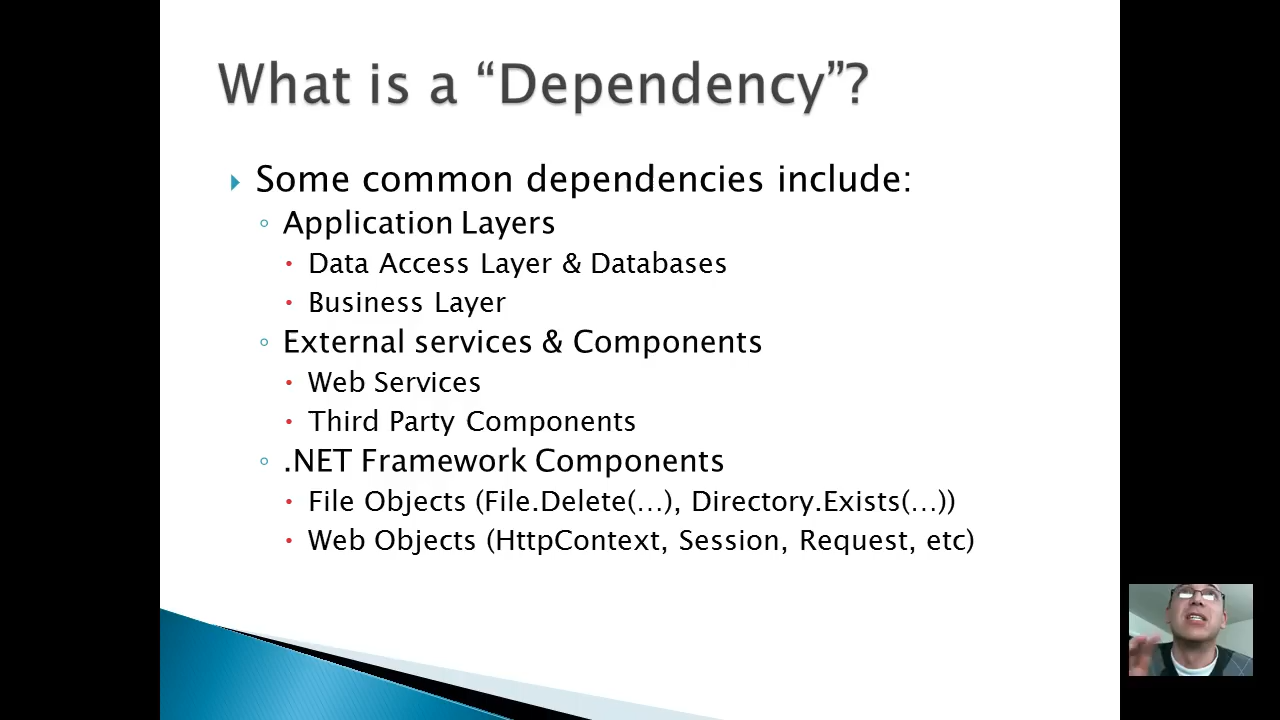 What is a “Dependency”?
Some common dependencies include:
Application Layers
Data Access Layer & Databases
Business Layer
External services & Components
Web Services
Third Party Components
.NET Framework Components
File Objects (File.Delete(…), Directory.Exists(…))
Web Objects (HttpContext, Session, Request, etc)